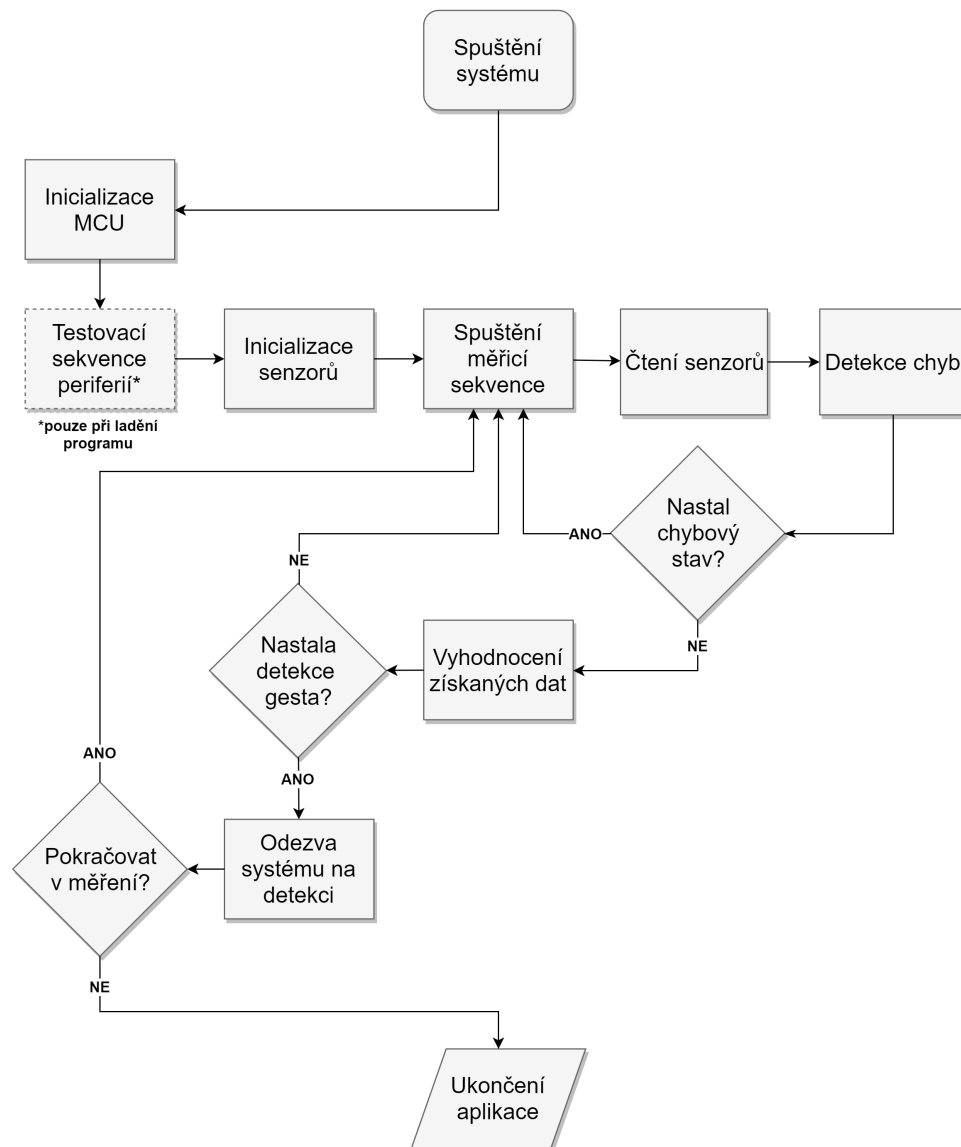 Spuštění
systému
Inicializace
MCU
Testovací
sekvence
periferií*
*pouze při ladění
programu
Inicializace
senzorů
Spuštění
měřicí
sekvence
Čtení senzorů
Detekce chyb
Nastal
chybový
stav?
ANO
NE
Vyhodnocení
získaných dat
Nastala
detekce
gesta?
NE
ANO
Odezva
systému na
detekci
Pokračovat
v měření?
ANO
NE
Ukončení
aplikace